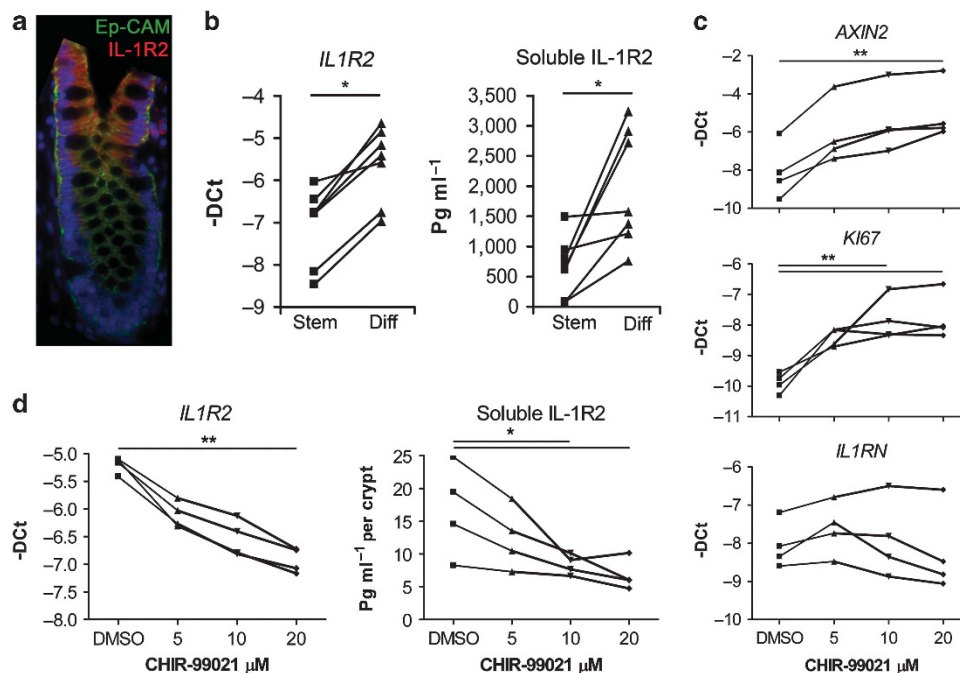 a
Ep-CAM
IL-1R2
b
IL1R2
*
-DCt
–4
–5
–6
–7
–8
–9
Stem Diff
Soluble IL-1R2
*
Pg ml⁻¹
3,500
3,000
2,500
2,000
1,500
1,000
500
0
Stem Diff
c
AXIN2
**
-DCt
–2
–4
–6
–8
–10
KI67
**
-DCt
–6
–7
–8
–9
–10
–11
IL1RN
-DCt
–6
–7
–8
–9
–10
DMSO 5 10 20
CHIR-99021 μM
d
IL1R2
**
-DCt
–5.0
–5.5
–6.0
–6.5
–7.0
–7.5
–8.0
DMSO 5 10 20
CHIR-99021 μM
Soluble IL-1R2
*
Pg ml⁻¹ per crypt
25
20
15
10
5
0
DMSO 5 10 20
CHIR-99021 μM